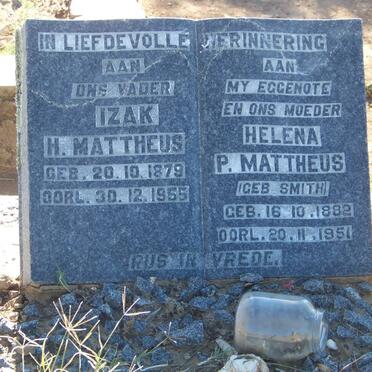 IN LIEFDEVOLLE HERINNERING
AAN
ONS VADER
IZAK
H. MATTHEUS
GEB. 20.10.1879
OORL. 30.12.1955
AAN
MY EGGENOTE
EN ONS MOEDER
HELENA
P. MATTHEUS
(GEB SMITH)
GEB. 16.10.1882
OORL. 20.11.1951
RUS IN VREDE.